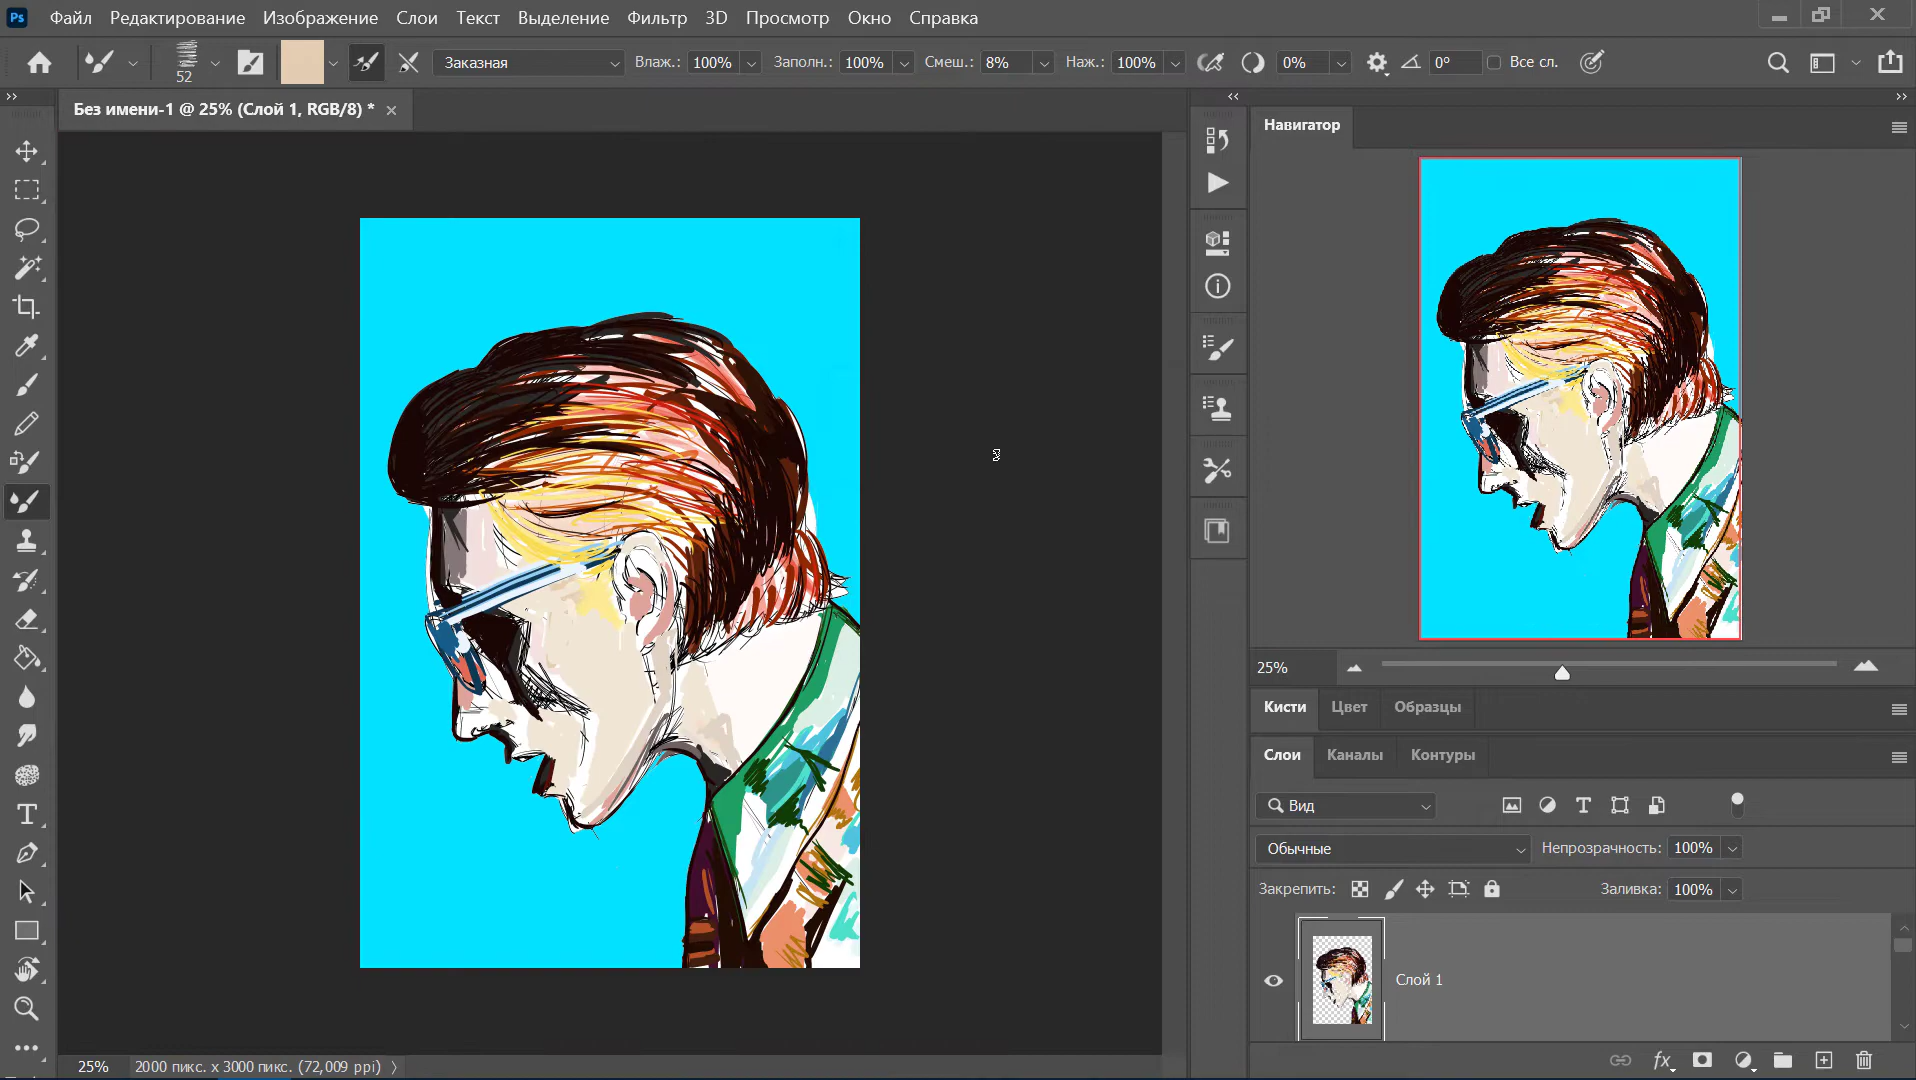 Ps Файл Редактирование Изображение Слои Текст Выделение Фильтр 3D Просмотр Окно Справка
52 Заказная Влаж.: 100% Заполн.: 100% Смеш.: 8% Наж.: 100% 0% 0° Все сл.
Без имени-1 @ 25% (Слой 1, RGB/8) *
Навигатор
25%
Кисти Цвет Образцы
Слои Каналы Контуры
Вид
Обычные Непрозрачность: 100%
Закрепить: Заливка: 100%
Слой 1
25% 2000 пикс. x 3000 пикс. (72,009 ppi)